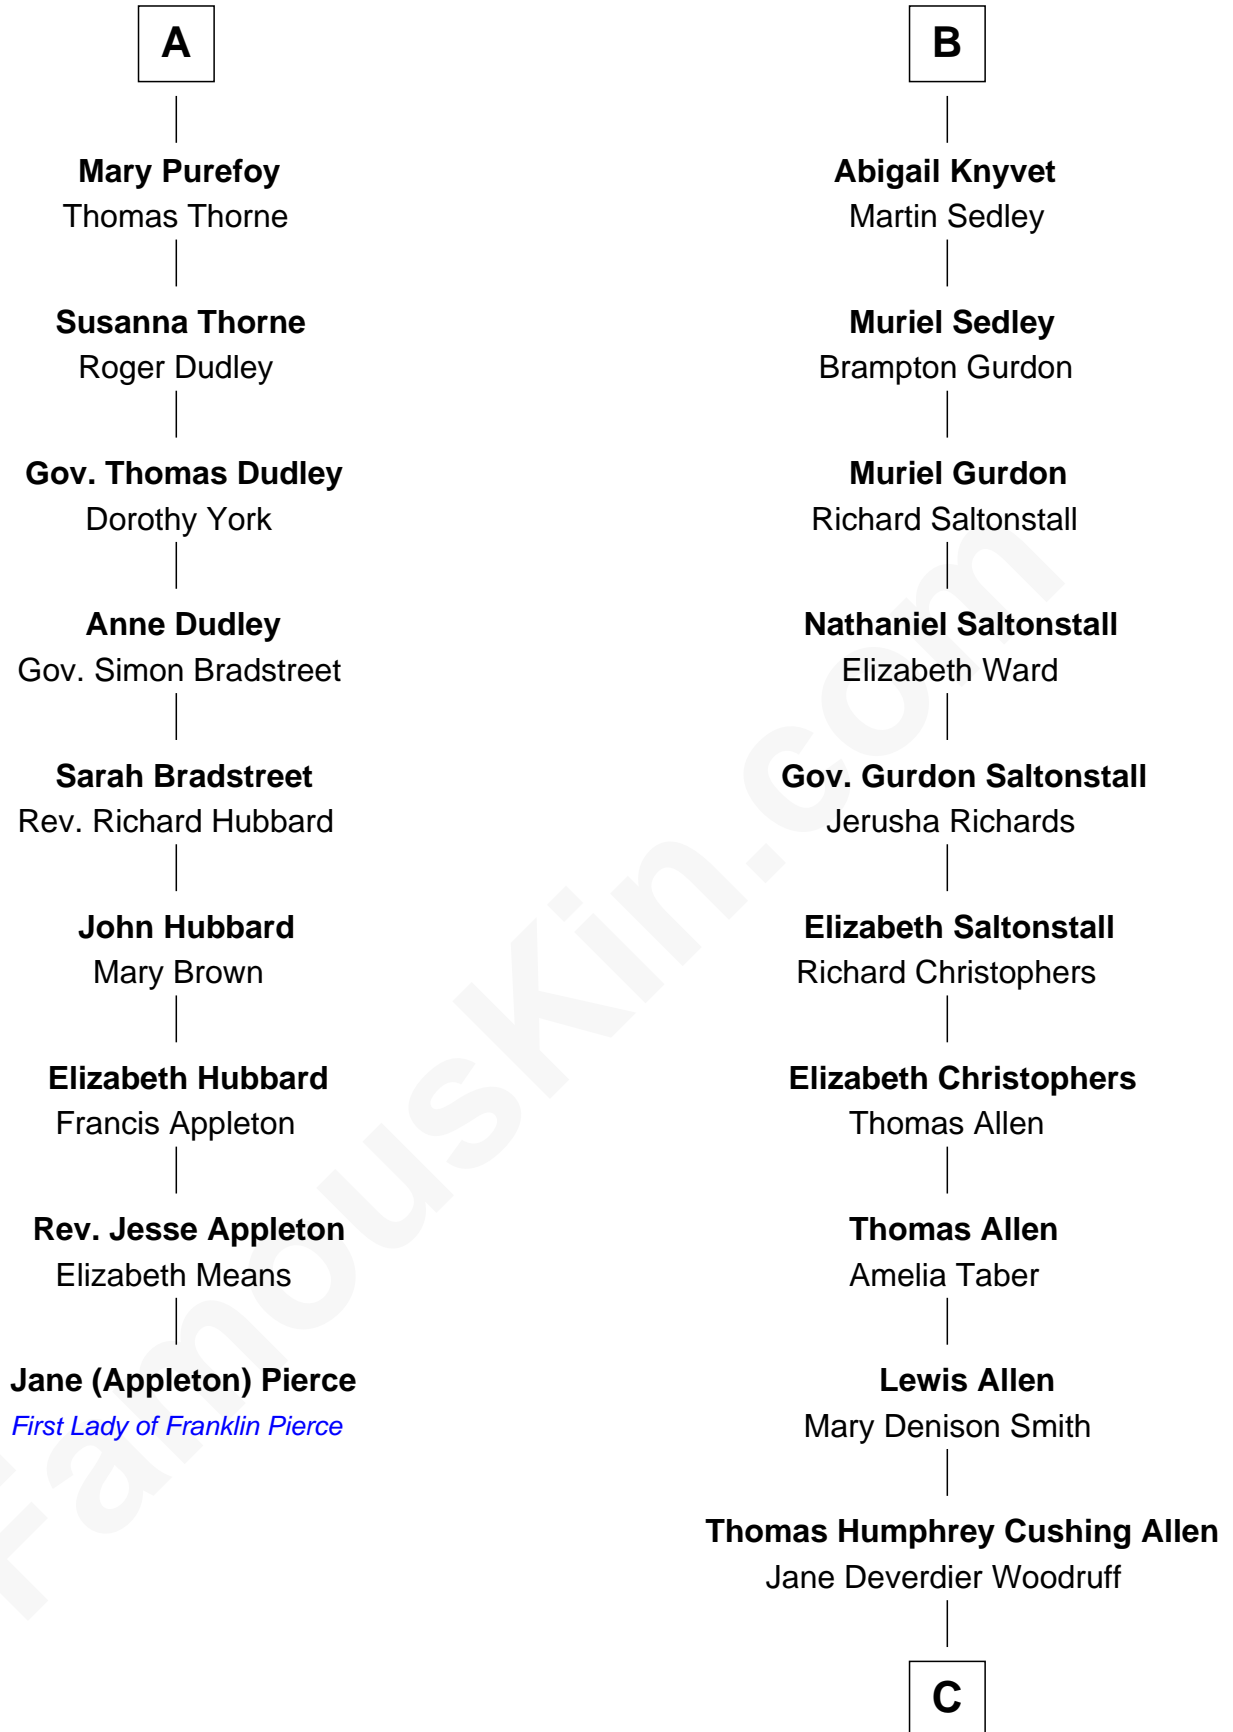 A
Mary Purefoy
Thomas Thorne
Susanna Thorne
Roger Dudley
Gov. Thomas Dudley
Dorothy York
Anne Dudley
Gov. Simon Bradstreet
Sarah Bradstreet
Rev. Richard Hubbard
John Hubbard
Mary Brown
Elizabeth Hubbard
Francis Appleton
Rev. Jesse Appleton
Elizabeth Means
Jane (Appleton) Pierce
First Lady of Franklin Pierce
B
Abigail Knyvet
Martin Sedley
Muriel Sedley
Brampton Gurdon
Muriel Gurdon
Richard Saltonstall
Nathaniel Saltonstall
Elizabeth Ward
Gov. Gurdon Saltonstall
Jerusha Richards
Elizabeth Saltonstall
Richard Christophers
Elizabeth Christophers
Thomas Allen
Thomas Allen
Amelia Taber
Lewis Allen
Mary Denison Smith
Thomas Humphrey Cushing Allen
Jane Deverdier Woodruff
C
FamousKin.com